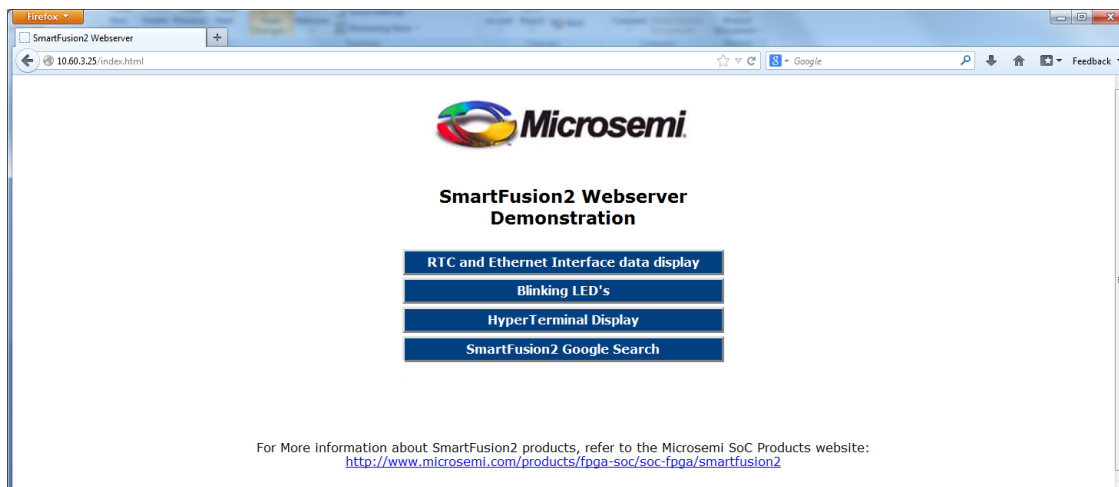 Firefox
SmartFusion2 Webserver
10.60.3.25/index.html
Google
Feedback
Microsemi
SmartFusion2 Webserver
Demonstration
RTC and Ethernet Interface data display
Blinking LED's
HyperTerminal Display
SmartFusion2 Google Search
For More information about SmartFusion2 products, refer to the Microsemi SoC Products website:
http://www.microsemi.com/products/fpga-soc/soc-fpga/smartfusion2